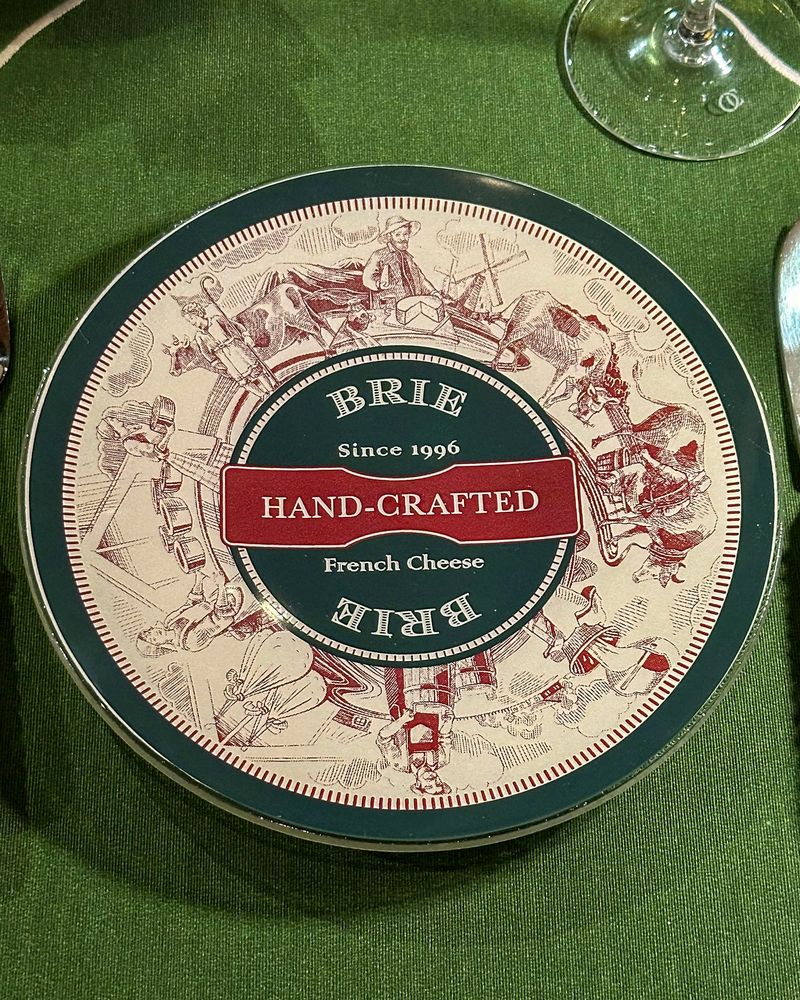 BRIE
Since 1996
HAND-CRAFTED
French Cheese
BRIE